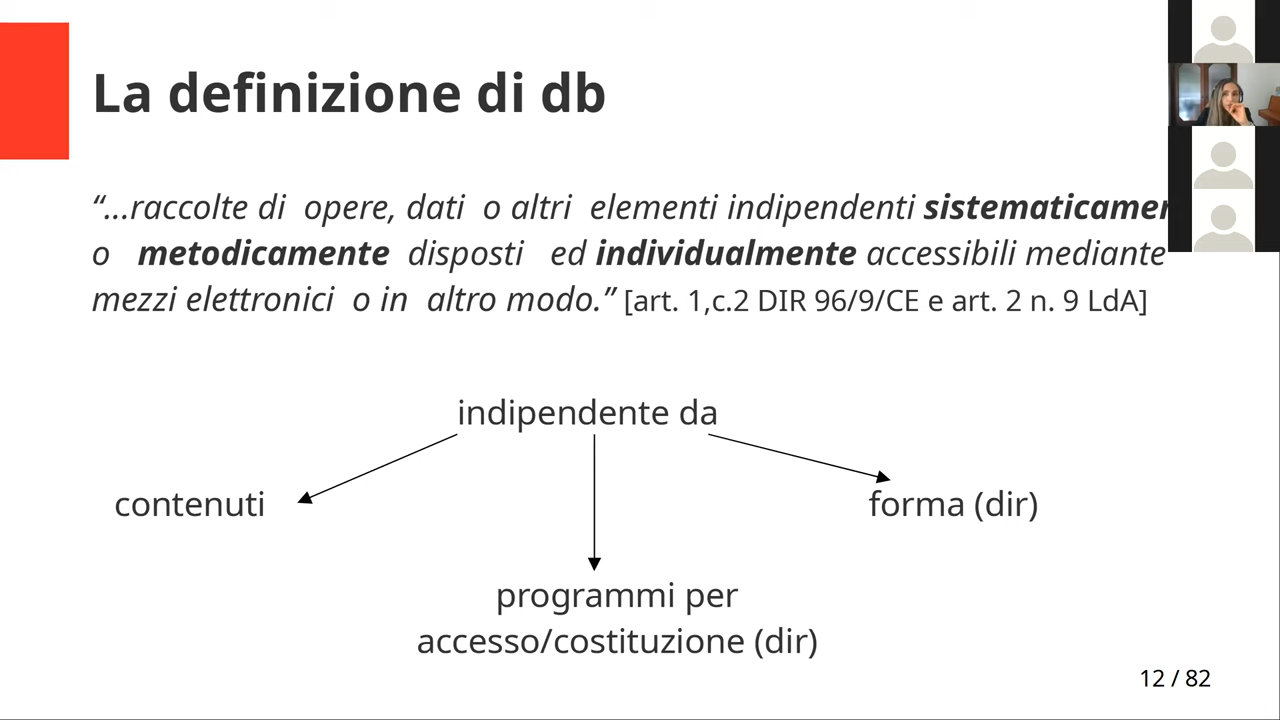 La definizione di db
“...raccolte di opere, dati o altri elementi indipendenti
o metodicamente disposti ed individualmente accessibili mediante
mezzi elettronici o in altro modo.” [art. 1,c.2 DIR 96/9/CE e art. 2 n. 9 LdA]
indipendente da
contenuti
forma (dir)
programmi per
accesso/costituzione (dir)
12 / 82